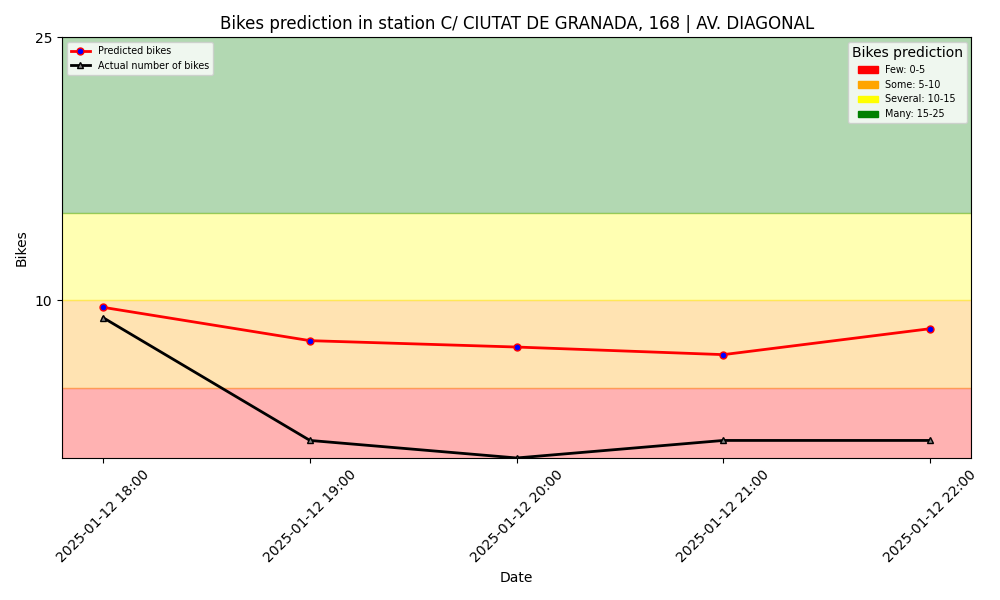 Bikes prediction in station C/ CIUTAT DE GRANADA, 168 | AV. DIAGONAL
25
10
Bikes
Predicted bikes
Actual number of bikes
Bikes prediction
Few: 0-5
Some: 5-10
Several: 10-15
Many: 15-25
2025-01-12 18:00
2025-01-12 19:00
2025-01-12 20:00
2025-01-12 21:00
2025-01-12 22:00
Date